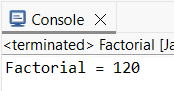 Console
<terminated> Factorial [Ja
Factorial = 120